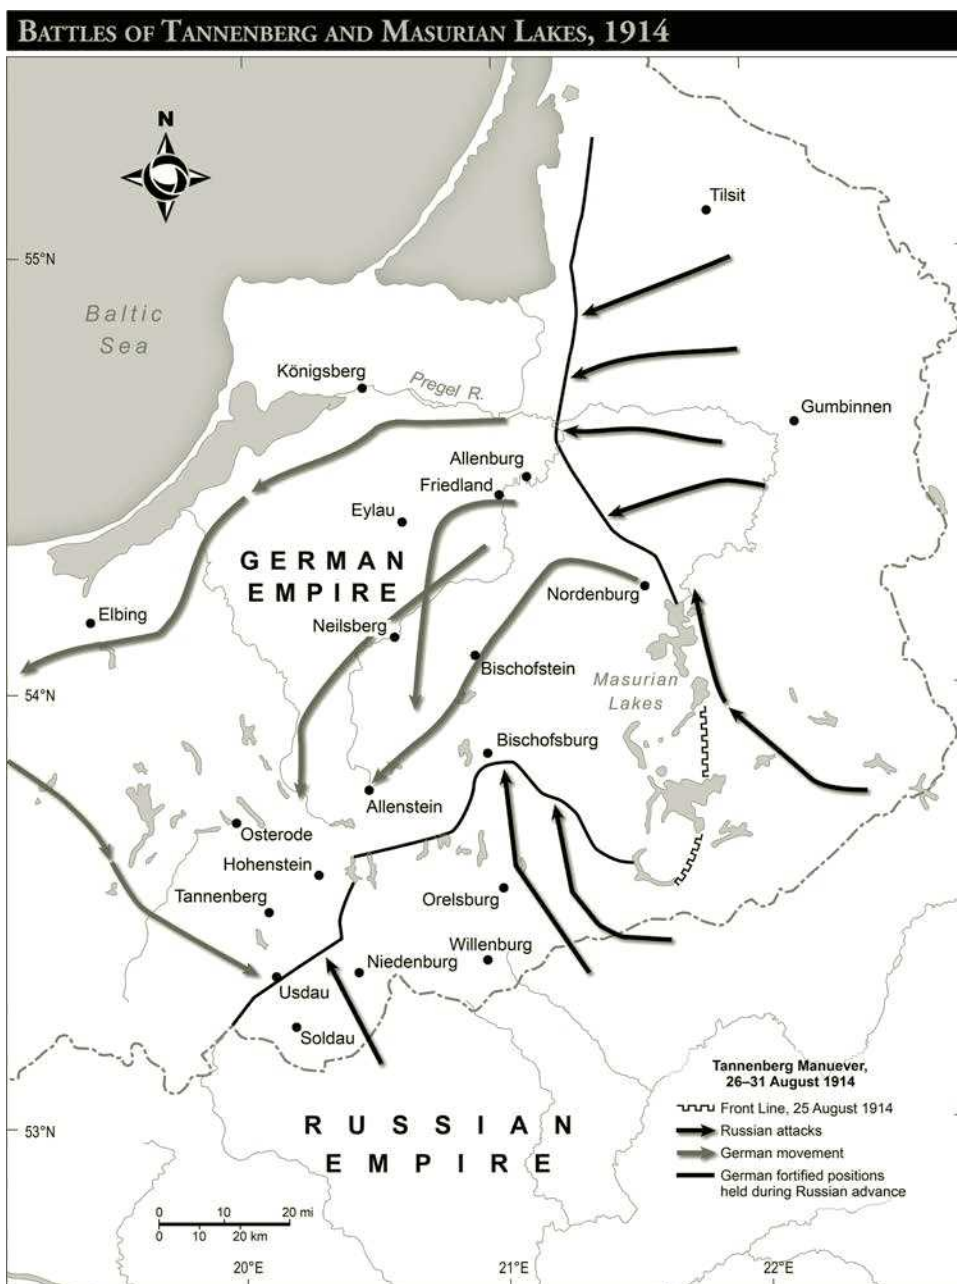 BATTLES OF TANNENBERG AND MASURIAN LAKES, 1914
N
Tilsit
55°N
Baltic
Sea
Königsberg
Pregel R.
Gumbinnen
Allenburg
Friedland
Eylau
GERMAN
EMPIRE
Nordenburg
Elbing
Neilsberg
Bischofstein
Masurian
Lakes
54°N
Bischofsburg
Allenstein
Osterode
Hohenstein
Tannenberg
Orelsburg
Willenburg
Niedenburg
Usdau
Soldau
Tannenberg Manuever,
26–31 August 1914
Front Line, 25 August 1914
Russian attacks
German movement
German fortified positions
held during Russian advance
RUSSIAN
EMPIRE
53°N
0 10 20 mi
0 10 20 km
20°E 21°E 22°E